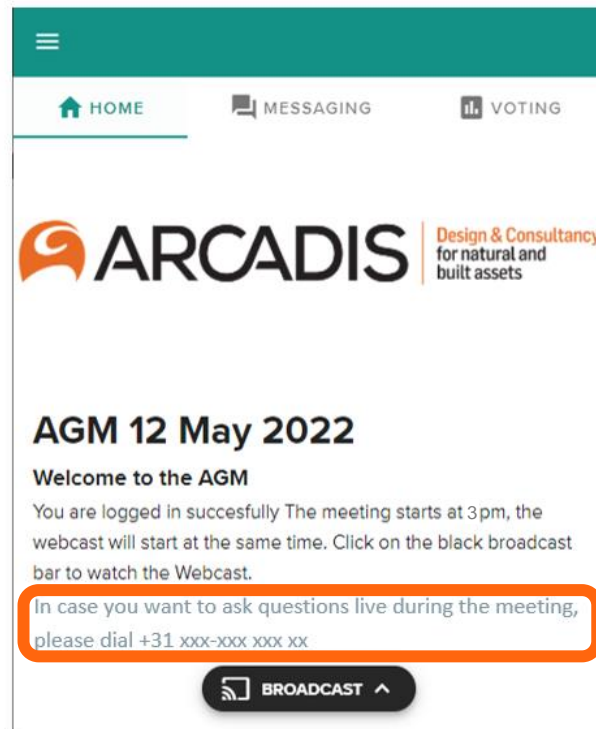 HOME MESSAGING VOTING
ARCADIS
Design & Consultancy
for natural and
built assets
AGM 12 May 2022
Welcome to the AGM
You are logged in succesfully The meeting starts at 3pm, the
webcast will start at the same time. Click on the black broadcast
bar to watch the Webcast.
In case you want to ask questions live during the meeting,
please dial +31 xxx-xxx xxx xx
BROADCAST